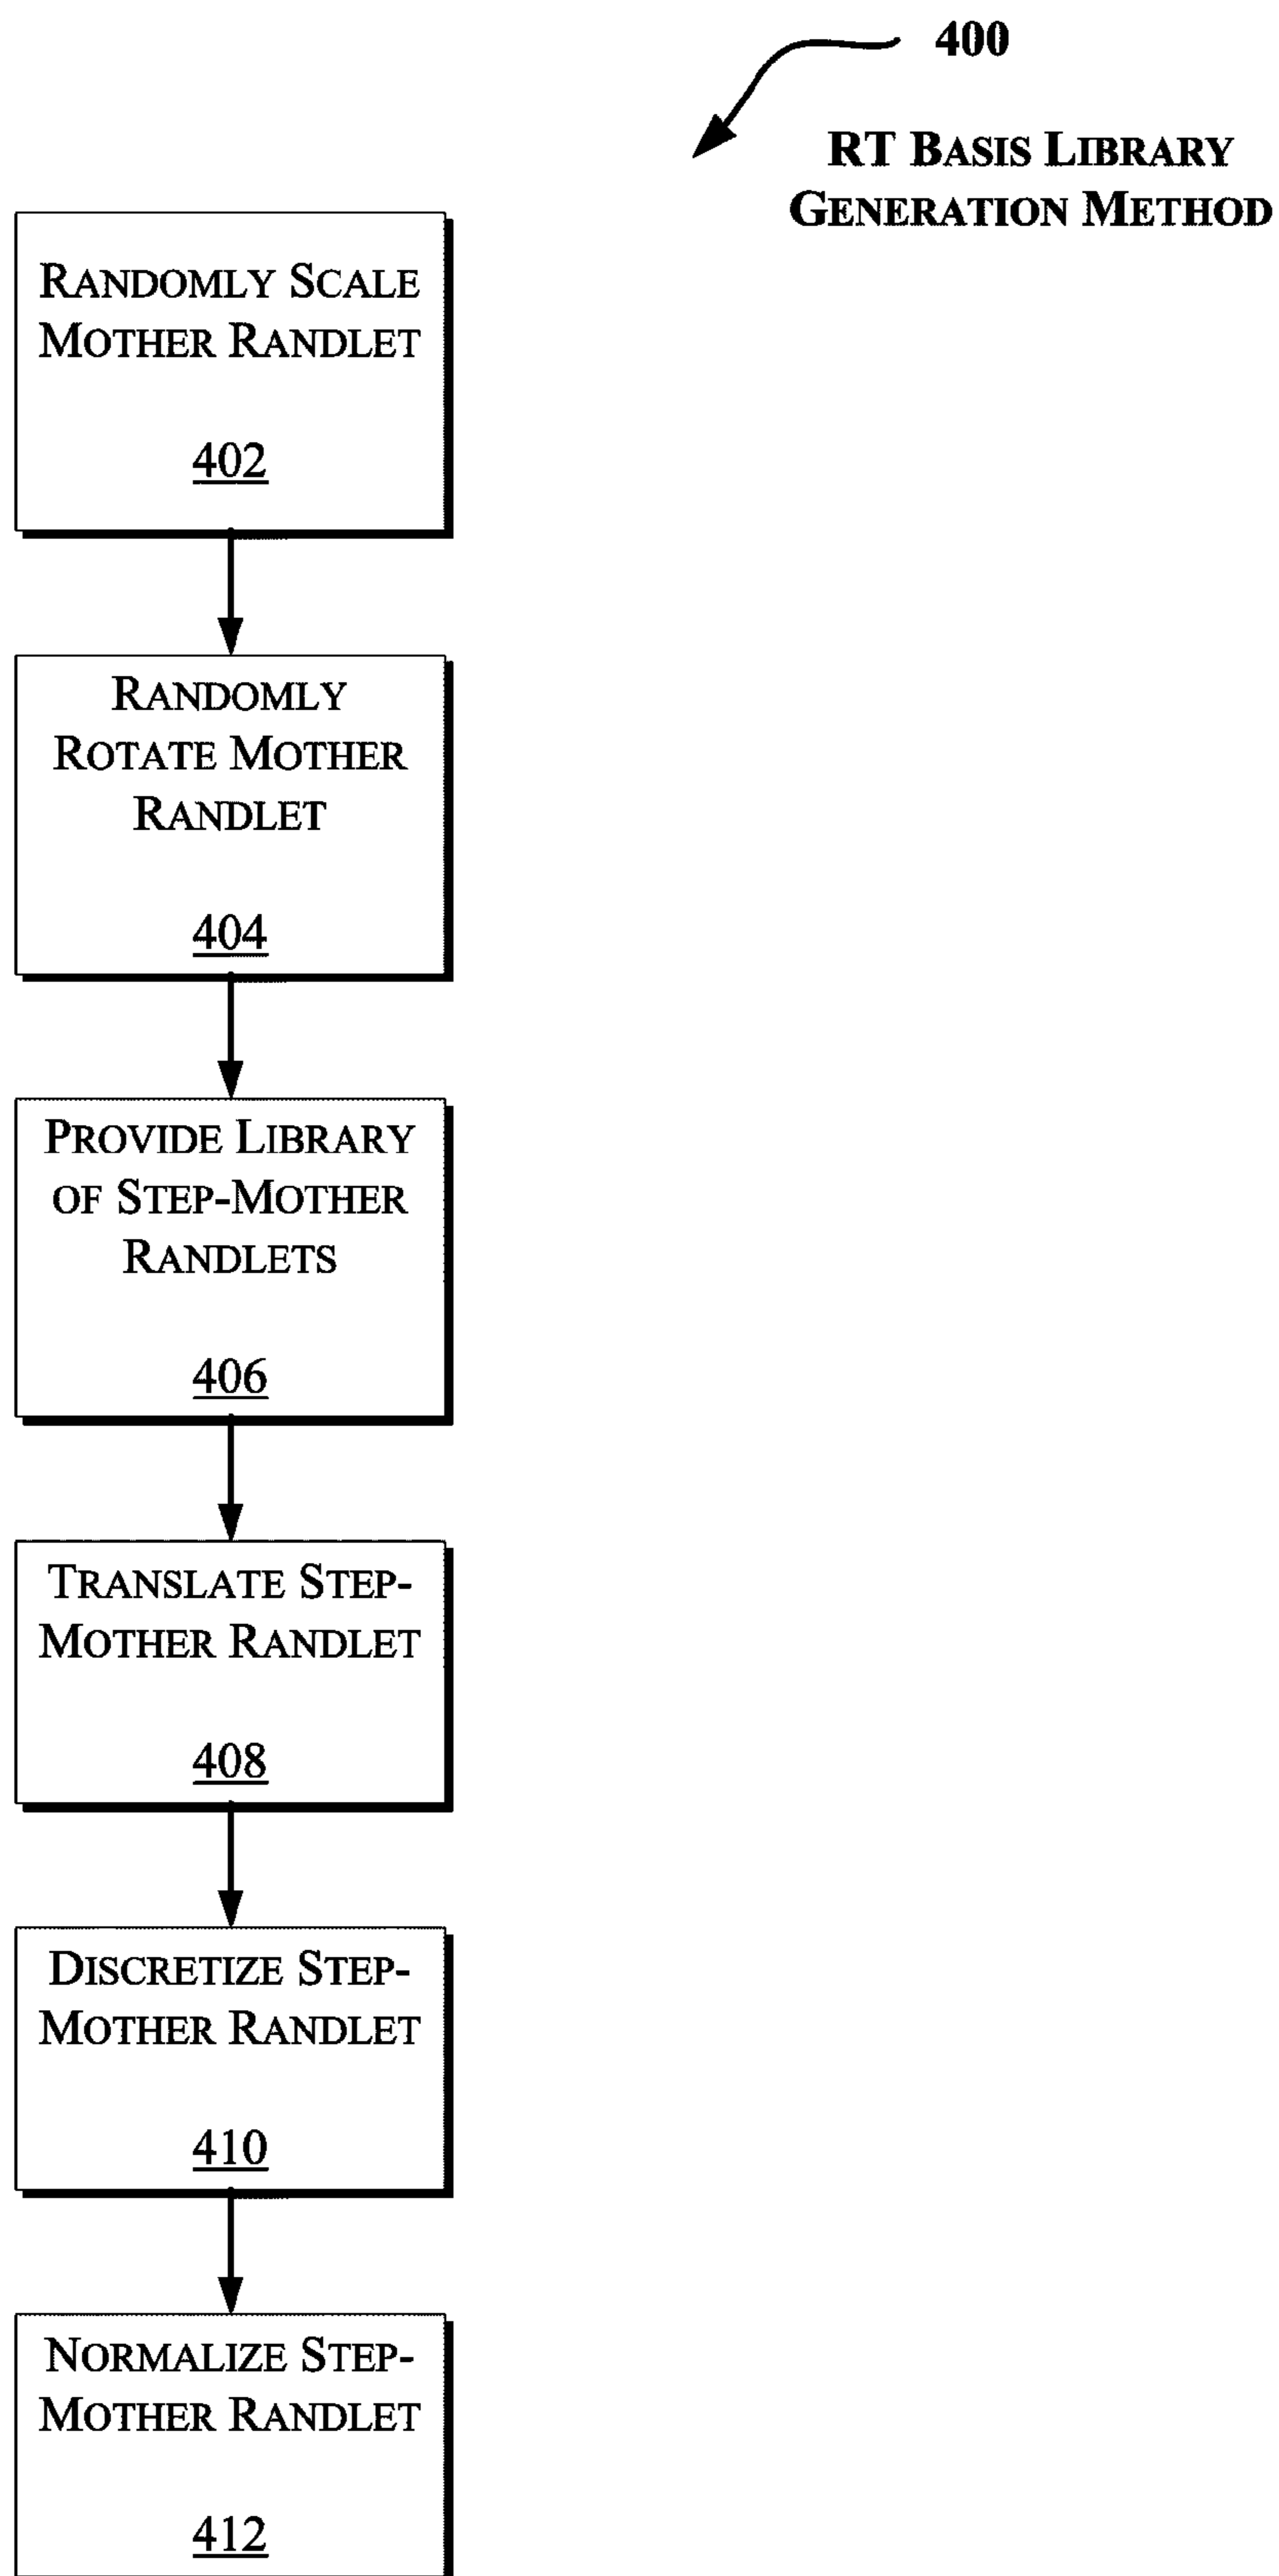 400
RT BASIS LIBRARY
GENERATION METHOD
RANDOMLY SCALE
MOTHER RANDLET
402
RANDOMLY
ROTATE MOTHER
RANDLET
404
PROVIDE LIBRARY
OF STEP-MOTHER
RANDLETS
406
TRANSLATE STEP-
MOTHER RANDLET
408
DISCRETIZE STEP-
MOTHER RANDLET
410
NORMALIZE STEP-
MOTHER RANDLET
412